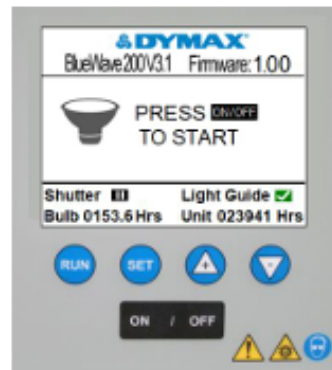 DYMAX
BlueWave 200 V3.1 Firmware: 1.00
PRESS ON/OFF
TO START
Shutter Light Guide
Bulb 0153.6 Hrs Unit 023941 Hrs
RUN SET + -
ON / OFF